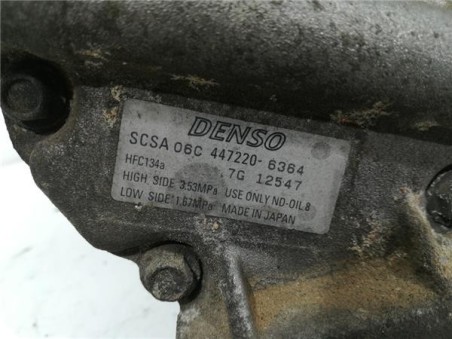 DENSO
SCSA 06C 447220-6364
HFC134a 7G 12547
HIGH SIDE 3.53MPa USE ONLY ND-OIL8
LOW SIDE 1.67MPa MADE IN JAPAN